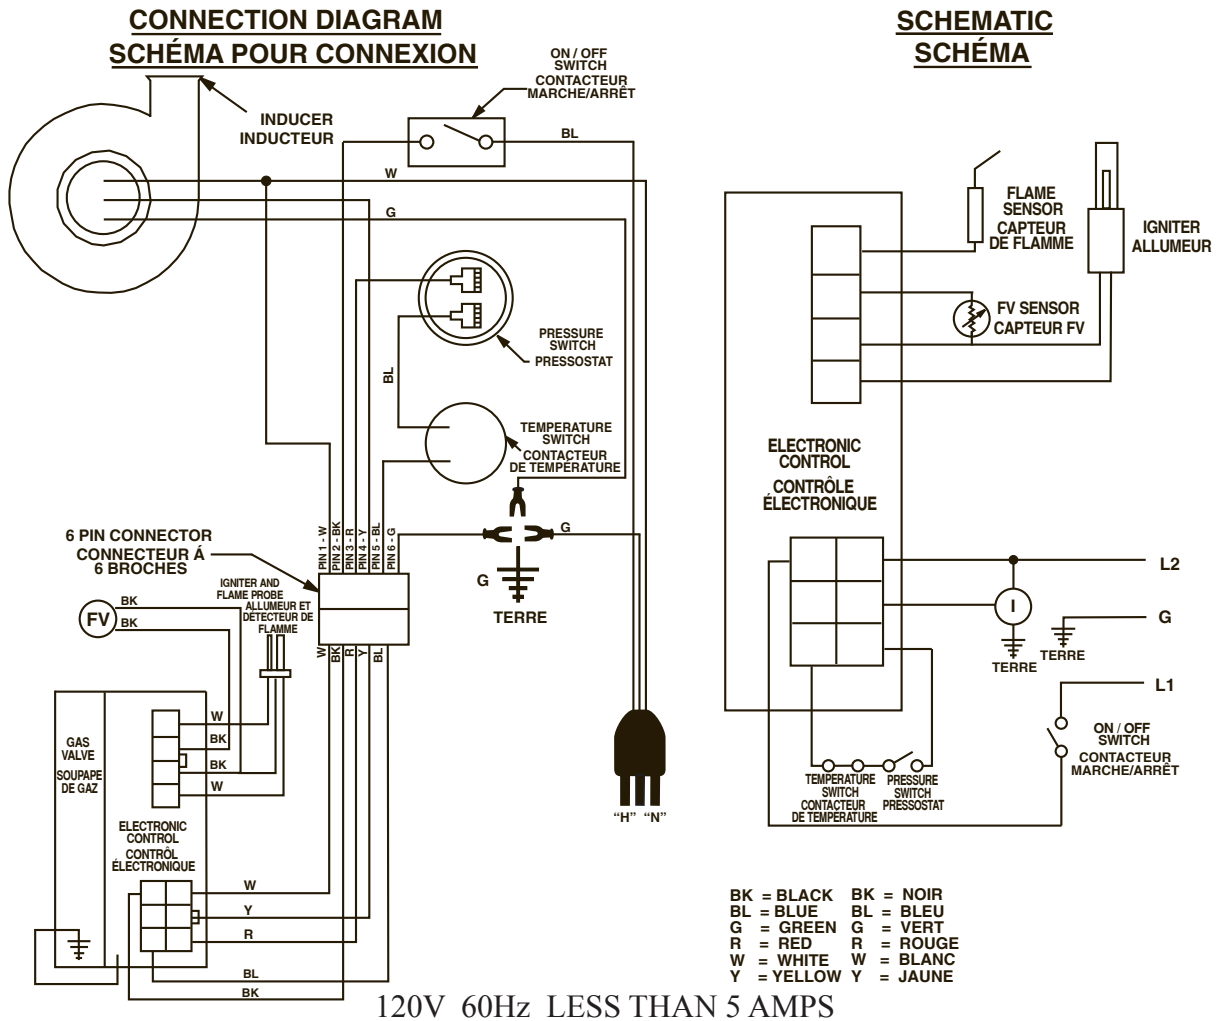 CONNECTION DIAGRAM
SCHÉMA POUR CONNEXION
ON / OFF
SWITCH
CONTACTEUR
MARCHE/ARRÊT
INDUCER
INDUCTEUR
BL
W
G
PRESSURE
SWITCH
PRESSOSTAT
BL
TEMPERATURE
SWITCH
CONTACTEUR
DE TEMPÉRATURE
6 PIN CONNECTOR
CONNECTEUR Á
6 BROCHES
PIN 1 - W
PIN 2 - BK
PIN 3 - R
PIN 4 - Y
PIN 5 - BL
PIN 6 - G
G
G
TERRE
IGNITER AND
FLAME PROBE
ALLUMEUR ET
DÉTECTEUR DE
FLAMME
FV
BK
BK
W
BK
R
Y
BL
GAS
VALVE
SOUPAPE
DE GAZ
W
BK
BK
W
ELECTRONIC
CONTROL
CONTRÔL
ÉLECTRONIQUE
W
Y
R
BL
BK
“H” “N”
SCHEMATIC
SCHÉMA
FLAME
SENSOR
CAPTEUR
DE FLAMME
IGNITER
ALLUMEUR
FV SENSOR
CAPTEUR FV
ELECTRONIC
CONTROL
CONTRÔLE
ÉLECTRONIQUE
L2
I
TERRE
G
TERRE
L1
ON / OFF
SWITCH
CONTACTEUR
MARCHE/ARRÊT
TEMPERATURE
SWITCH
CONTACTEUR
DE TEMPÉRATURE
PRESSURE
SWITCH
PRESSOSTAT
BK = BLACK BK = NOIR
BL = BLUE BL = BLEU
G = GREEN G = VERT
R = RED R = ROUGE
W = WHITE W = BLANC
Y = YELLOW Y = JAUNE
120V 60Hz LESS THAN 5 AMPS